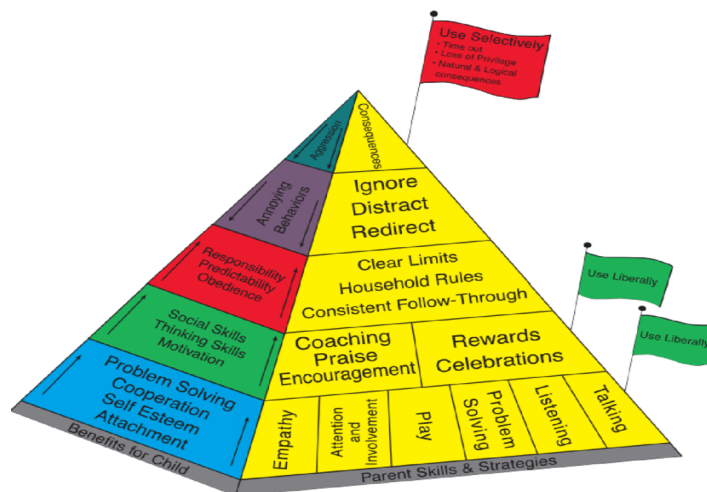 Use Selectively
• Time out
• Loss of Privilege
• Natural & Logical
consequences
Aggression
Consequences
Annoying
Behaviors
Ignore
Distract
Redirect
Responsibility
Predictability
Obedience
Clear Limits
Household Rules
Consistent Follow-Through
Use Liberally
Social Skills
Thinking Skills
Motivation
Coaching
Praise
Encouragement
Rewards
Celebrations
Use Liberally
Problem Solving
Cooperation
Self Esteem
Attachment
Empathy
Attention
and
Involvement
Play
Problem
Solving
Listening
Talking
Benefits for Child
Parent Skills & Strategies